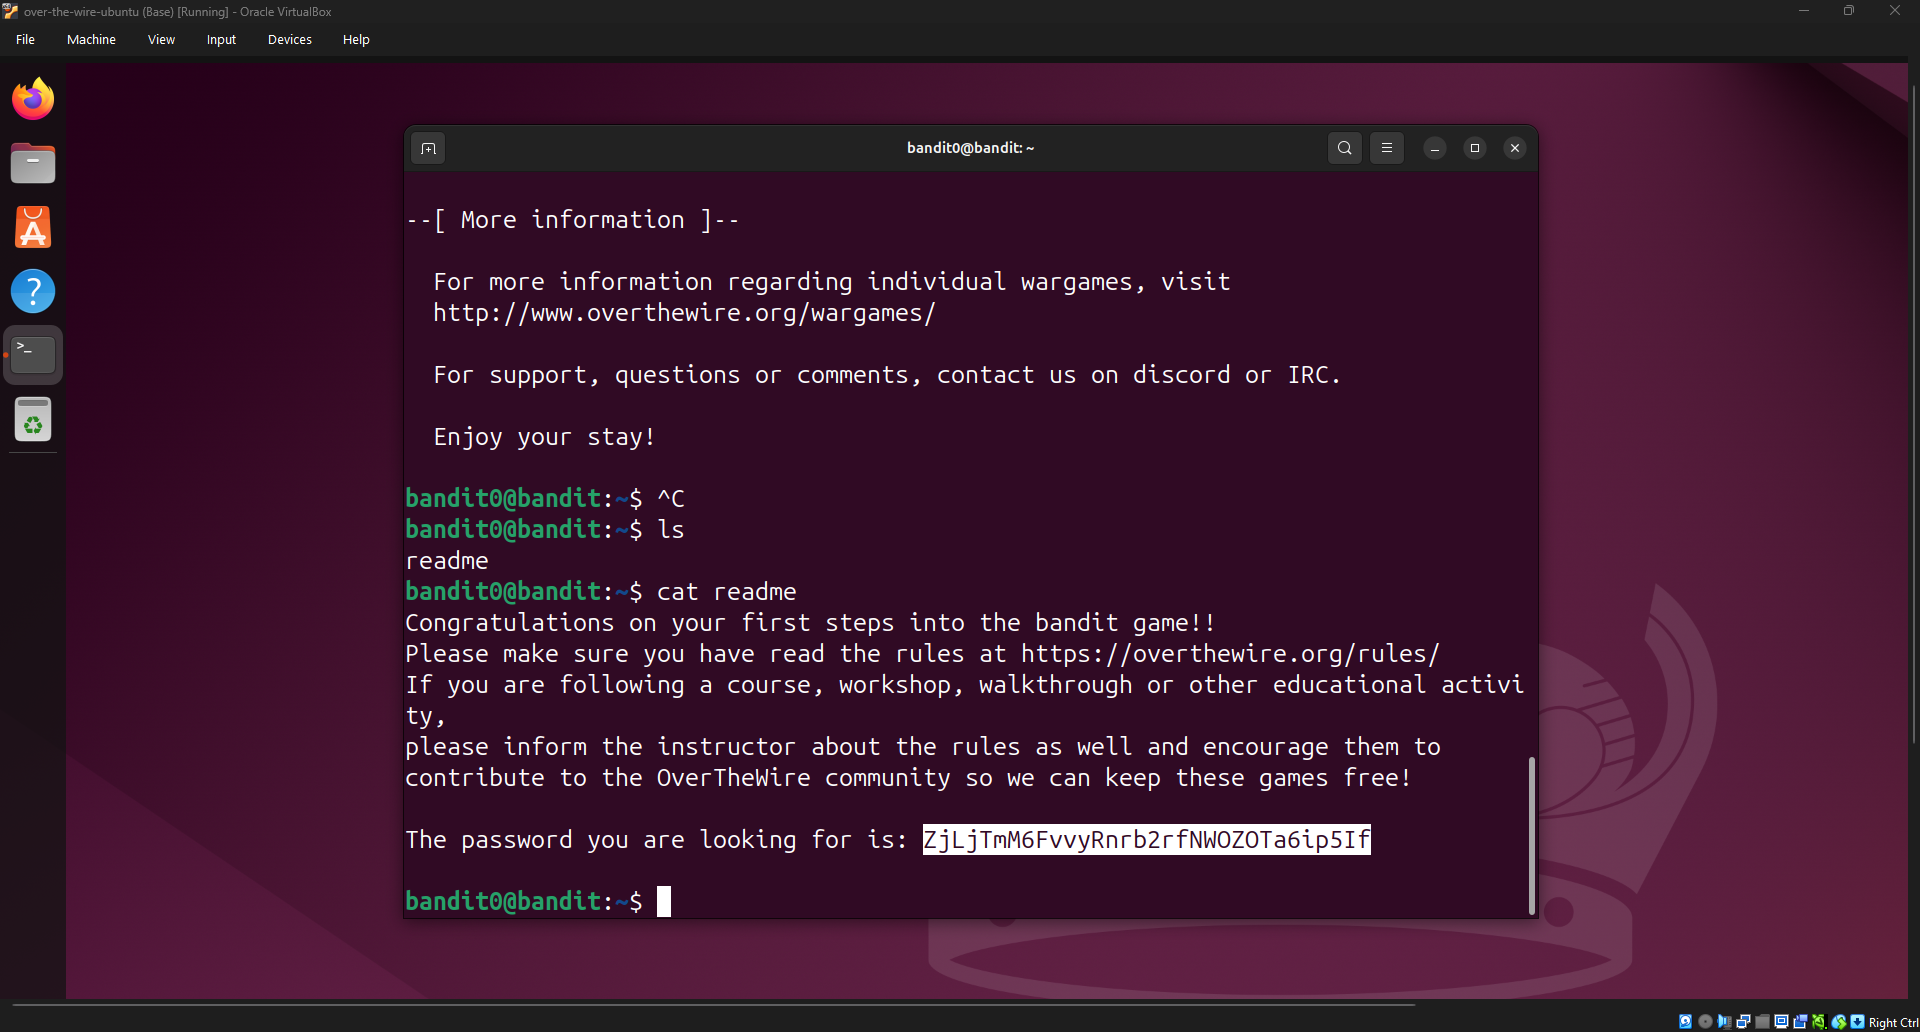 over-the-wire-ubuntu (Base) [Running] - Oracle VirtualBox
File Machine View Input Devices Help
bandit0@bandit: ~
--[ More information ]--
For more information regarding individual wargames, visit
http://www.overthewire.org/wargames/
For support, questions or comments, contact us on discord or IRC.
Enjoy your stay!
bandit0@bandit:~$ ^C
bandit0@bandit:~$ ls
readme
bandit0@bandit:~$ cat readme
Congratulations on your first steps into the bandit game!!
Please make sure you have read the rules at https://overthewire.org/rules/
If you are following a course, workshop, walkthrough or other educational activi
ty,
please inform the instructor about the rules as well and encourage them to
contribute to the OverTheWire community so we can keep these games free!
The password you are looking for is: ZjLjTmM6FvvyRnrb2rfNWOZOTa6ip5If
bandit0@bandit:~$
Right Ctrl